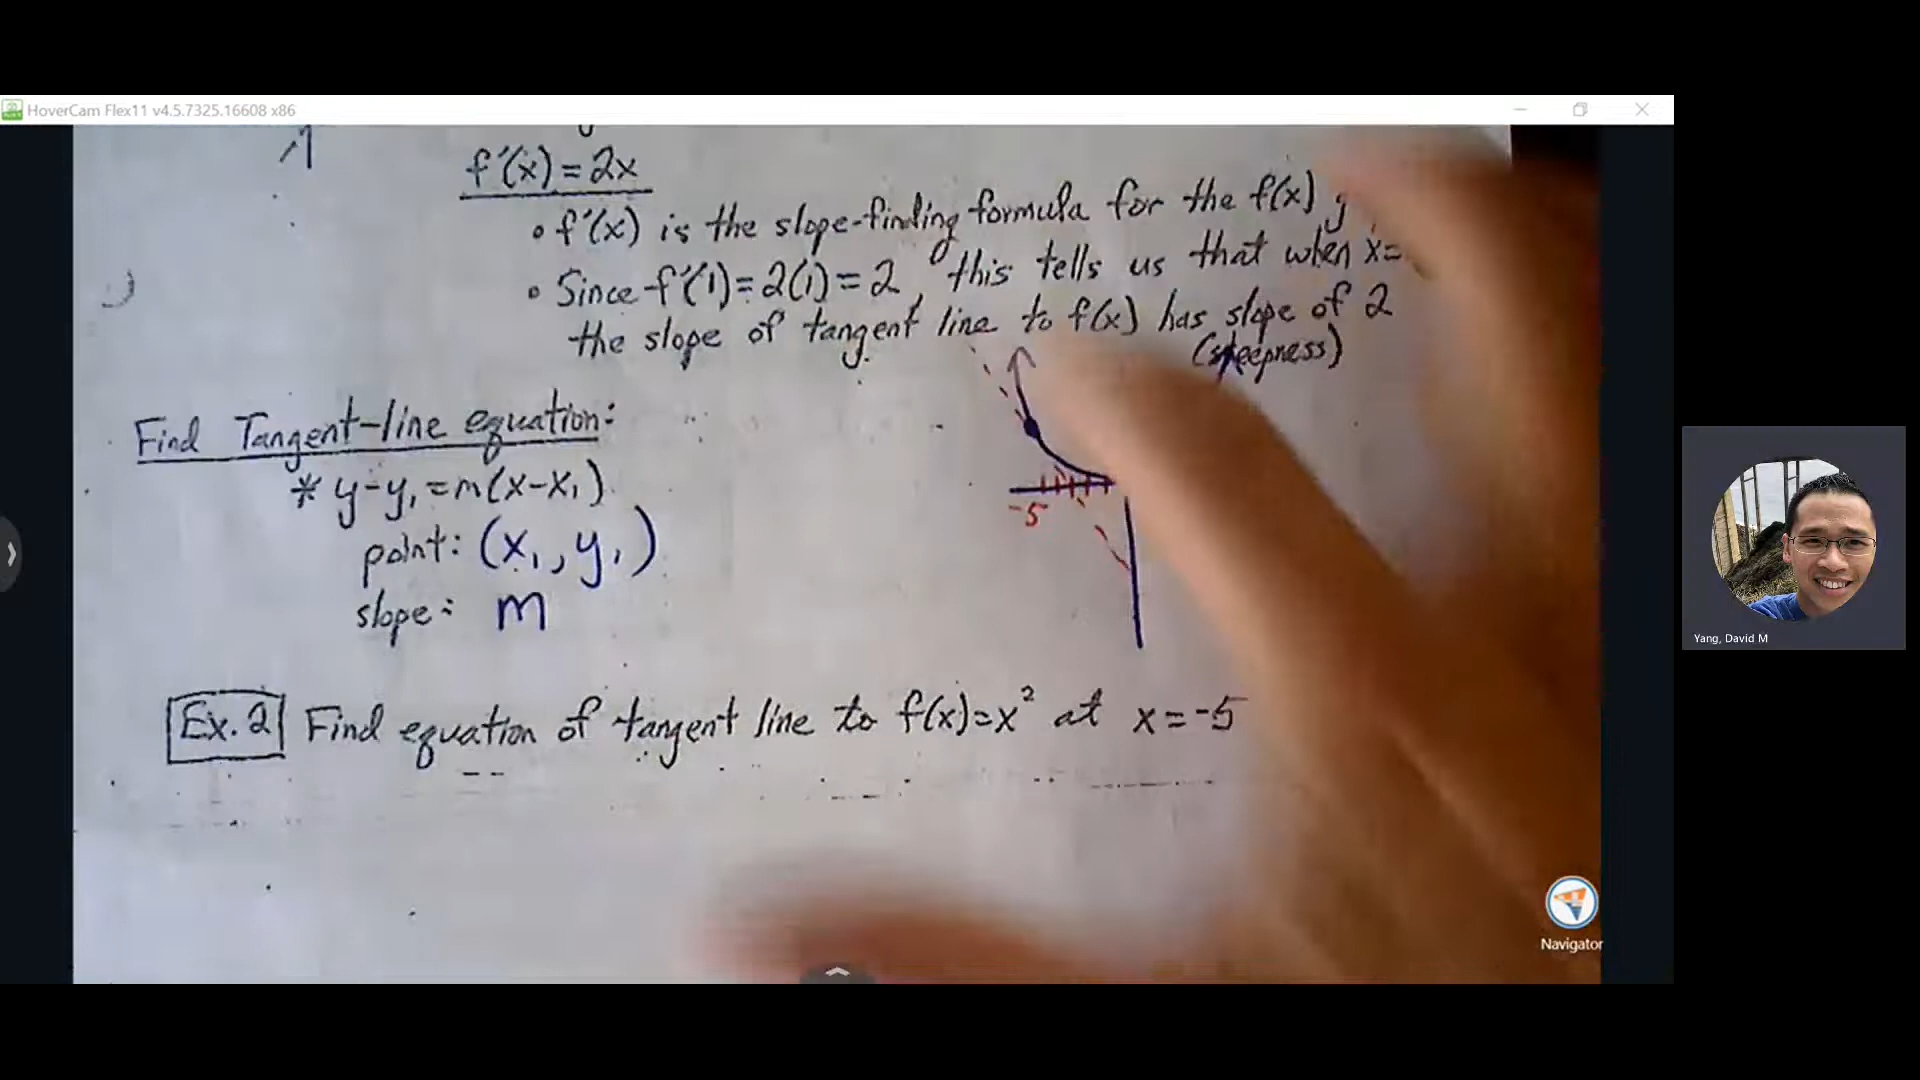 HoverCam Flex11 v4.5.7325.16608 x86
f'(x) = 2x
• f'(x) is the slope-finding formula for the f(x)
• Since f'(1) = 2(1) = 2, this tells us that when x=
the slope of tangent line to f(x) has slope of 2
(steepness)
Find Tangent-line equation:
* y-y₁ = m(x-x₁)
point: (x₁, y₁)
slope: m
-5
Ex. 2 Find equation of tangent line to f(x)=x² at x=-5
Yang, David M
Navigator